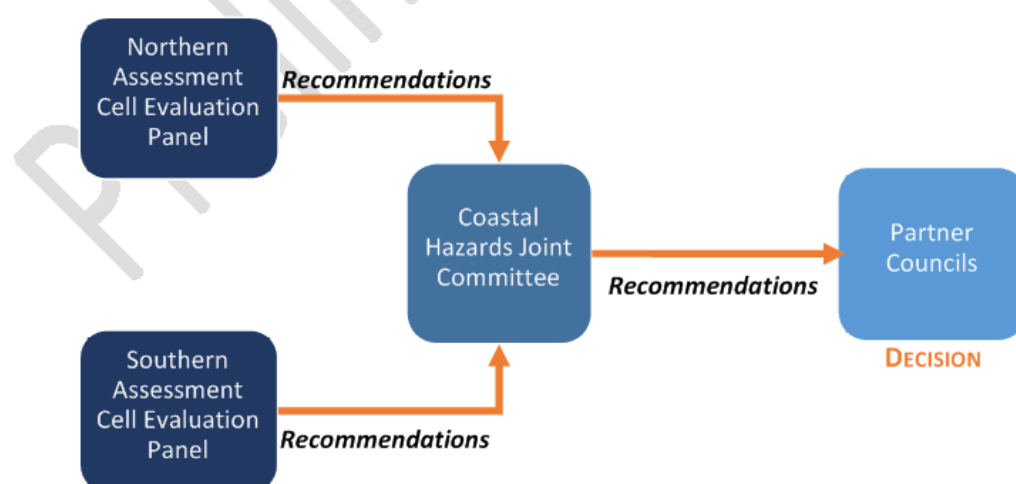 Northern
Assessment
Cell Evaluation
Panel
Recommendations
Coastal
Hazards Joint
Committee
Recommendations
Partner
Councils
DECISION
Southern
Assessment
Cell Evaluation
Panel
Recommendations